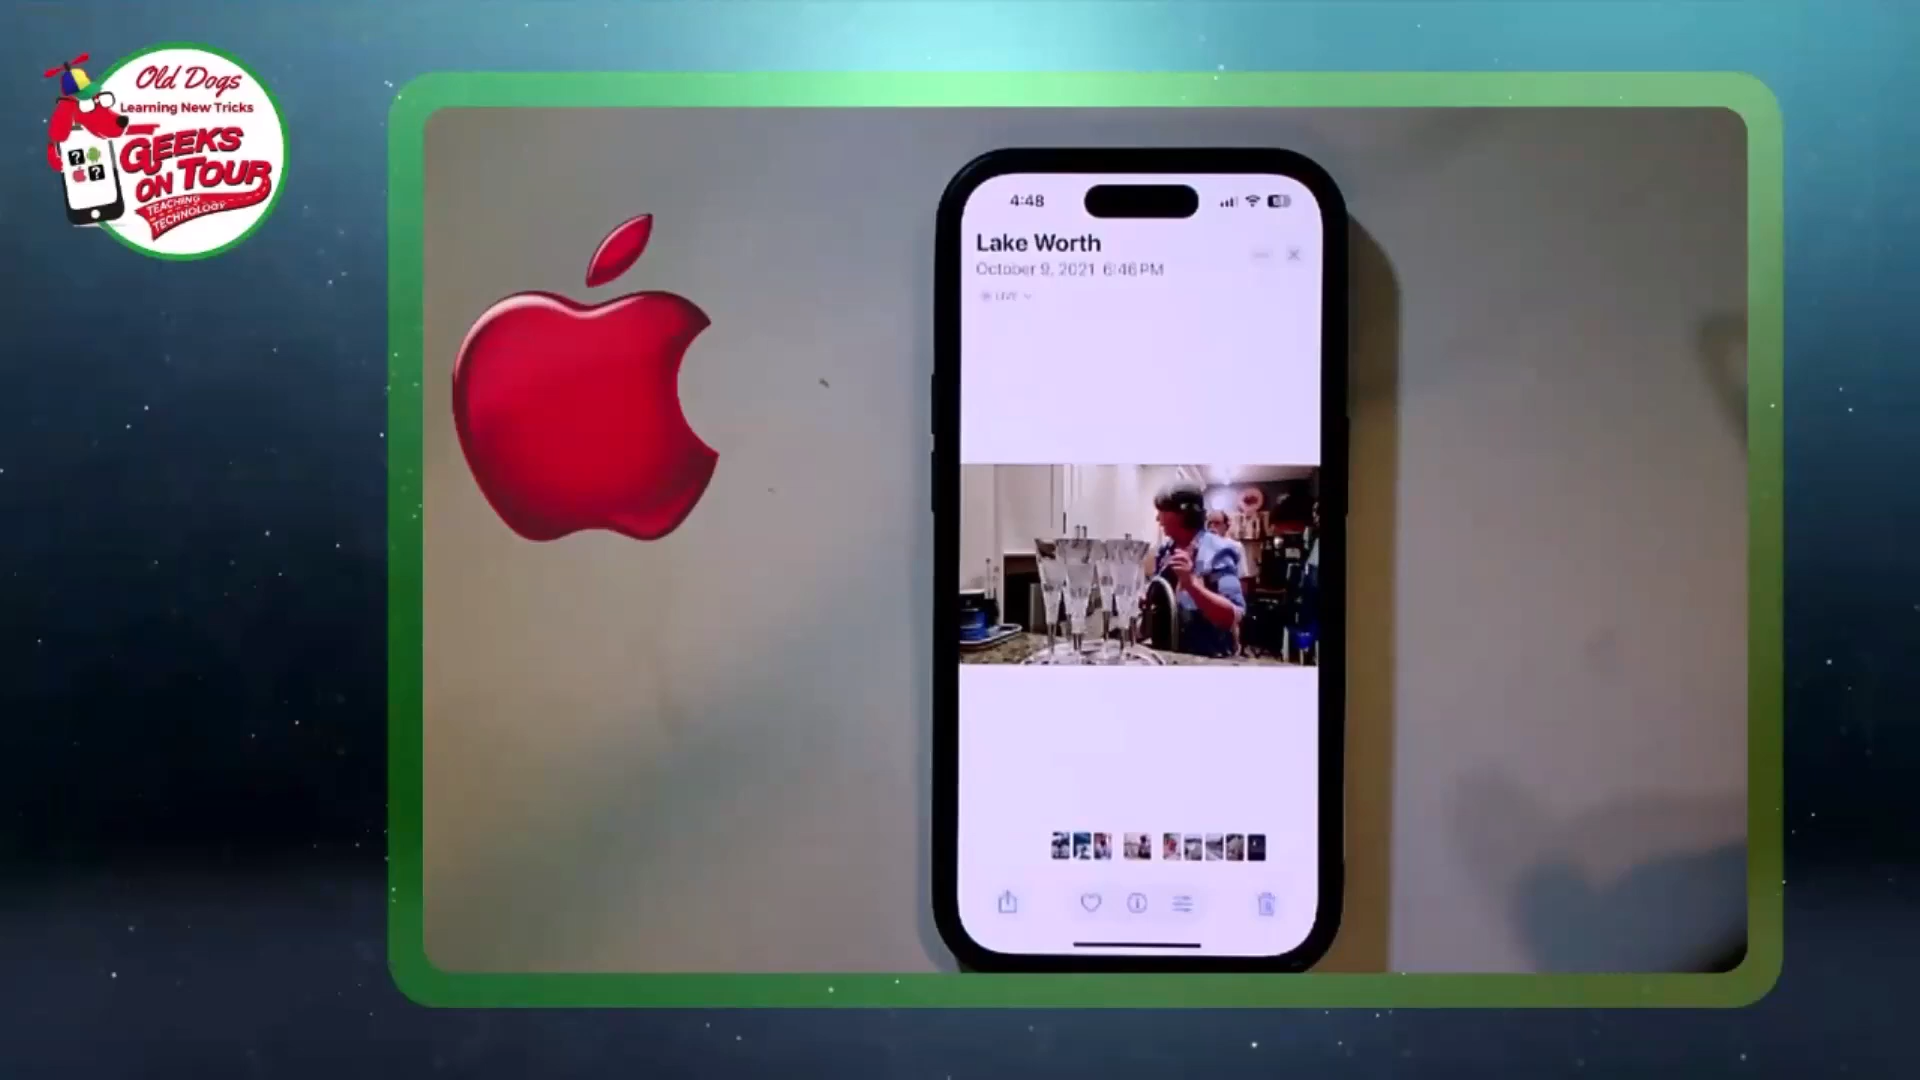 Old Dogs
Learning New Tricks
GEEKS
ON TOUR
TEACHING
TECHNOLOGY
?
?
4:48
Lake Worth
October 9, 2021 6:46 PM
LIVE